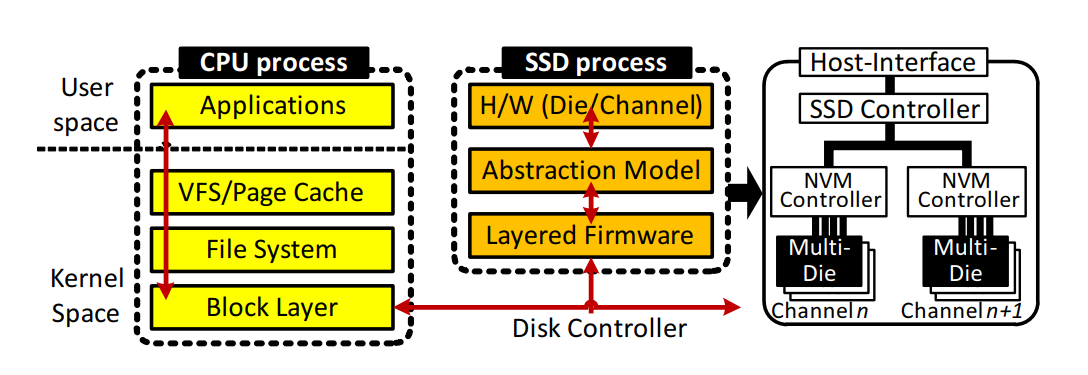 CPU process
User
space
Applications
VFS/Page Cache
File System
Kernel
Space
Block Layer
SSD process
H/W (Die/Channel)
Abstraction Model
Layered Firmware
Disk Controller
Host-Interface
SSD Controller
NVM
Controller
NVM
Controller
Multi-
Die
Multi-
Die
Channel n
Channel n+1